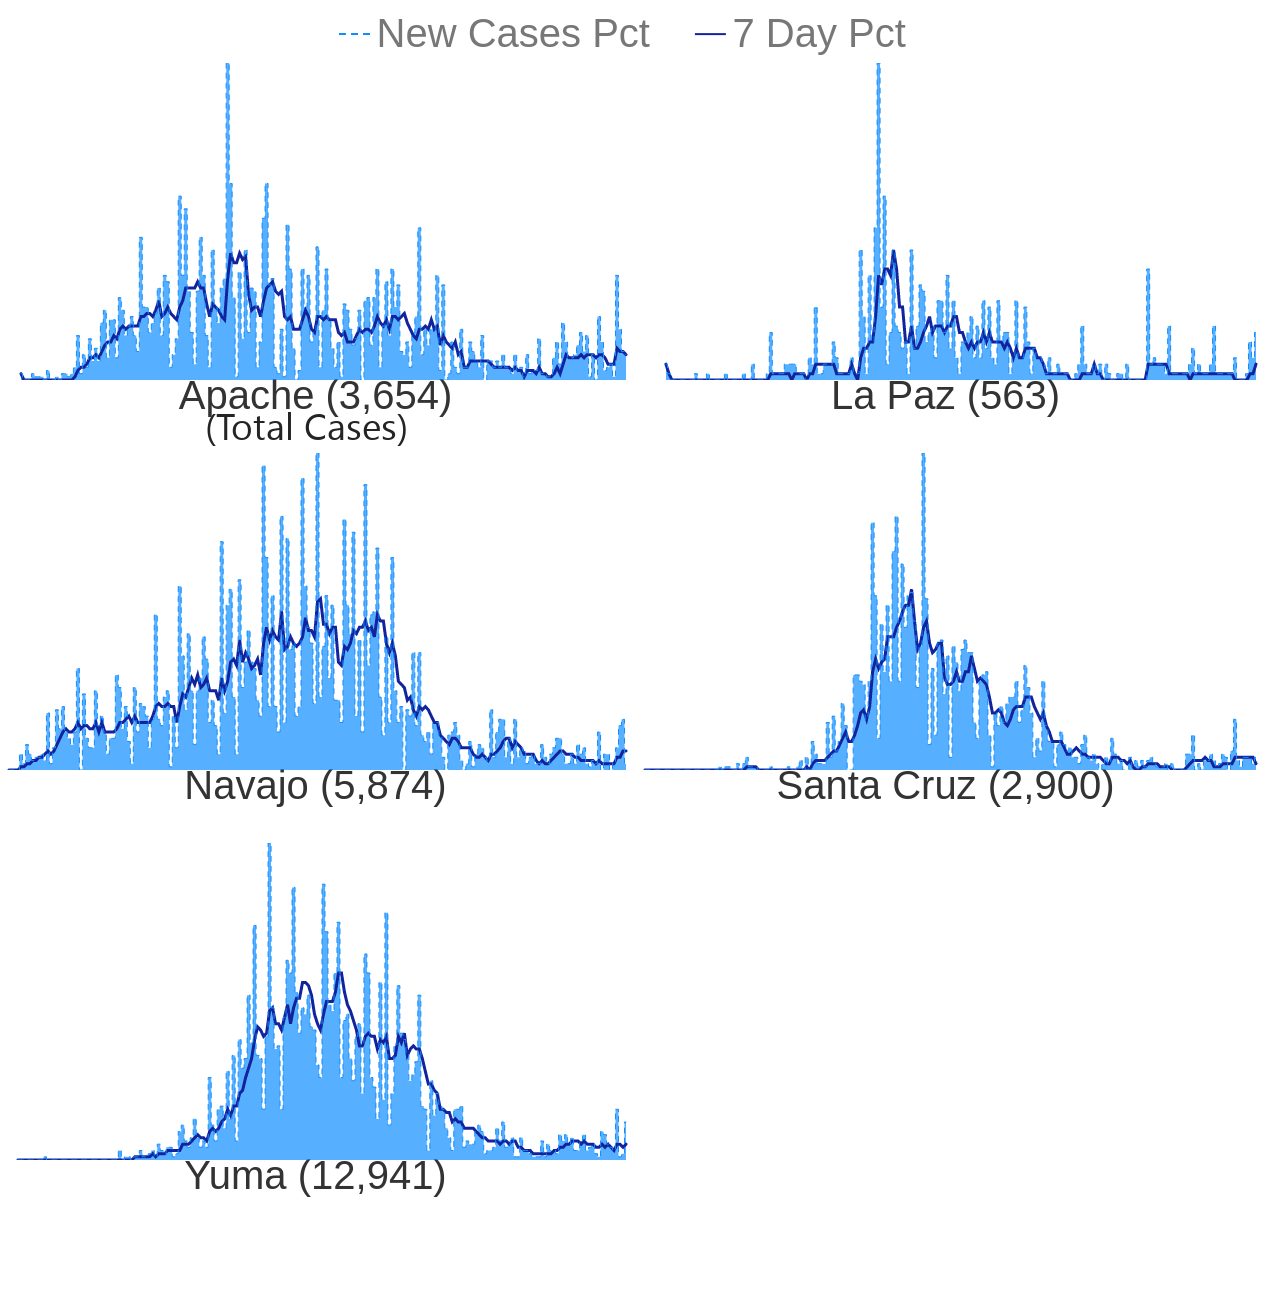 New Cases Pct 7 Day Pct
Apache (3,654) La Paz (563)
(Total Cases)
Navajo (5,874) Santa Cruz (2,900)
Yuma (12,941)